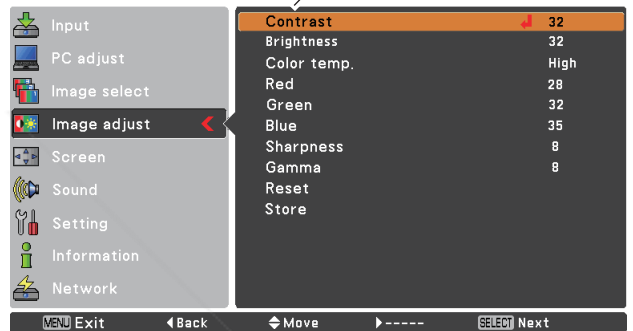 Input
PC adjust
Image select
Image adjust
Screen
Sound
Setting
Information
Network
Contrast 32
Brightness 32
Color temp. High
Red 28
Green 32
Blue 35
Sharpness 8
Gamma 8
Reset
Store
MENU Exit Back Move ----- SELECT Next